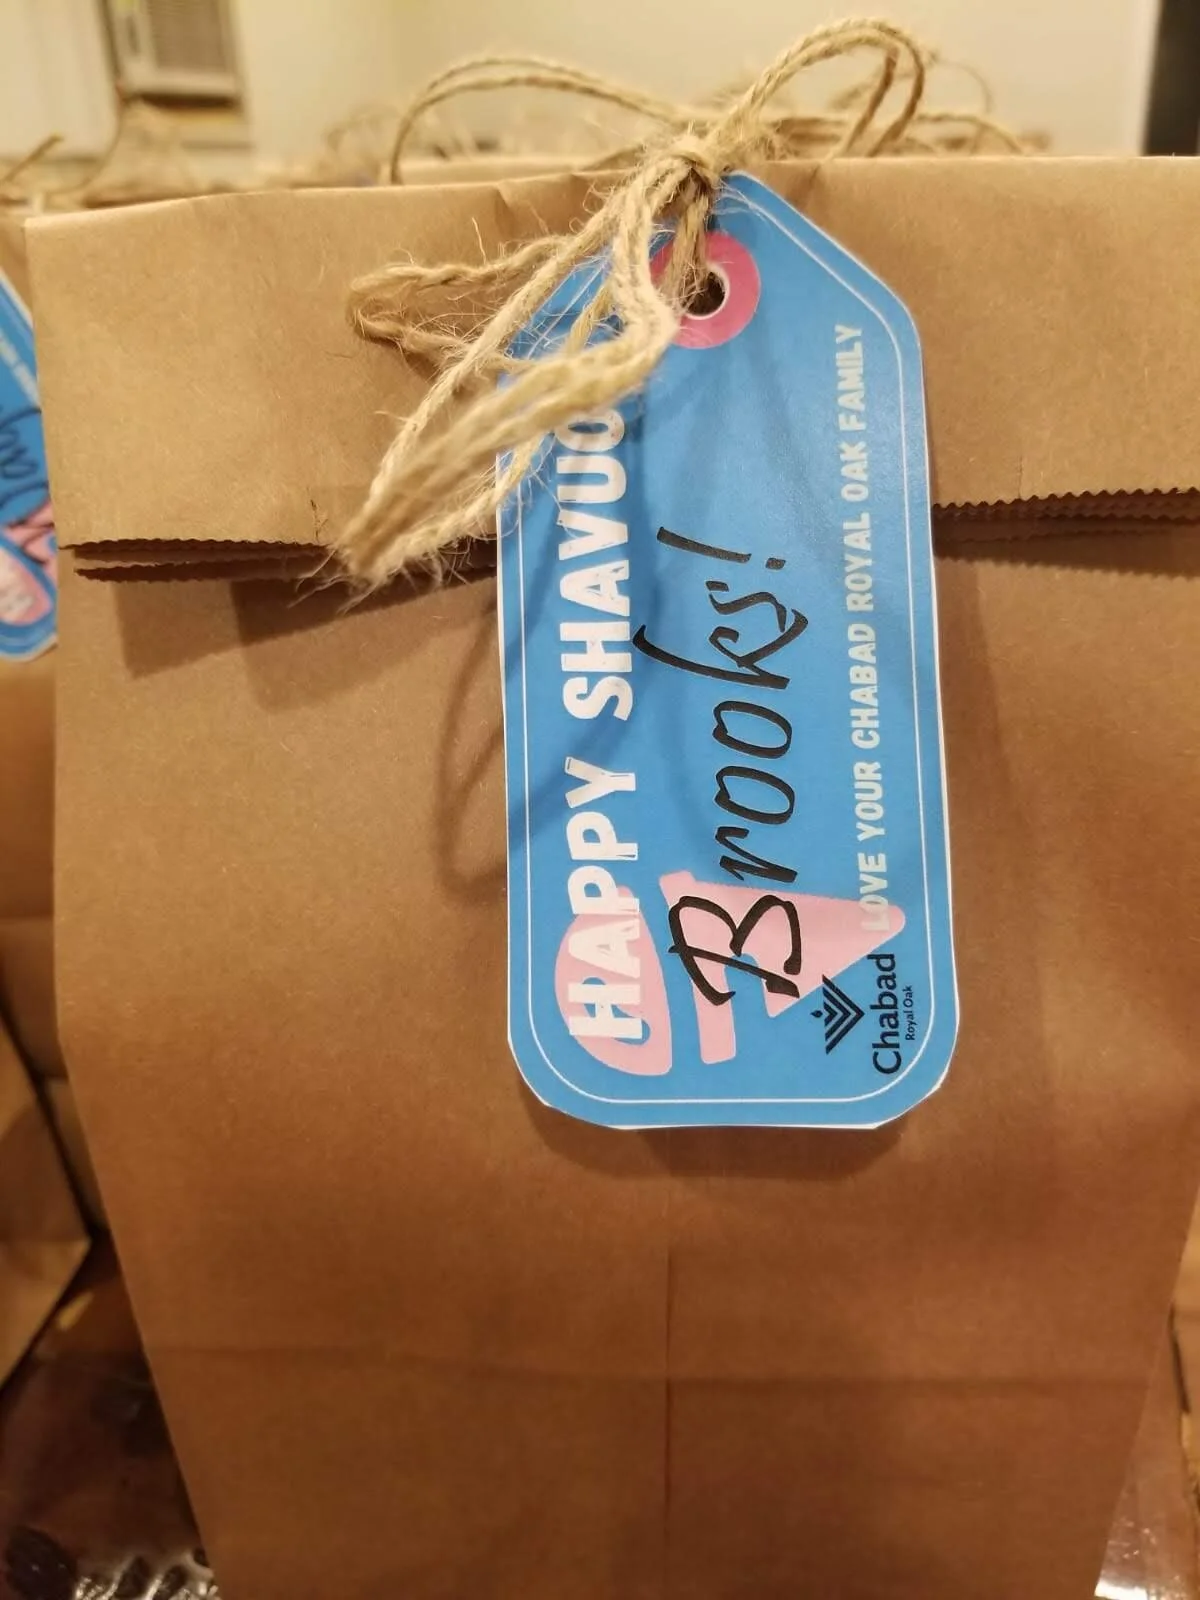 HAPPY SHAVUO
Brooks!
LOVE YOUR CHABAD ROYAL OAK FAMILY
Chabad
Royal Oak